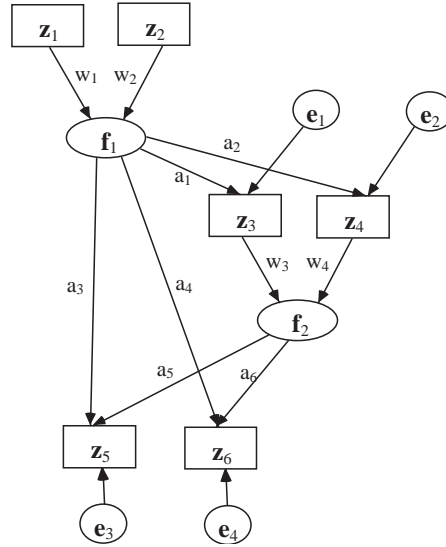 z₁ z₂
w₁ w₂
e₁ e₂
f₁ a₂
a₁
z₃ z₄
w₃ w₄
a₃ a₄
f₂
a₅ a₆
z₅ z₆
e₃ e₄